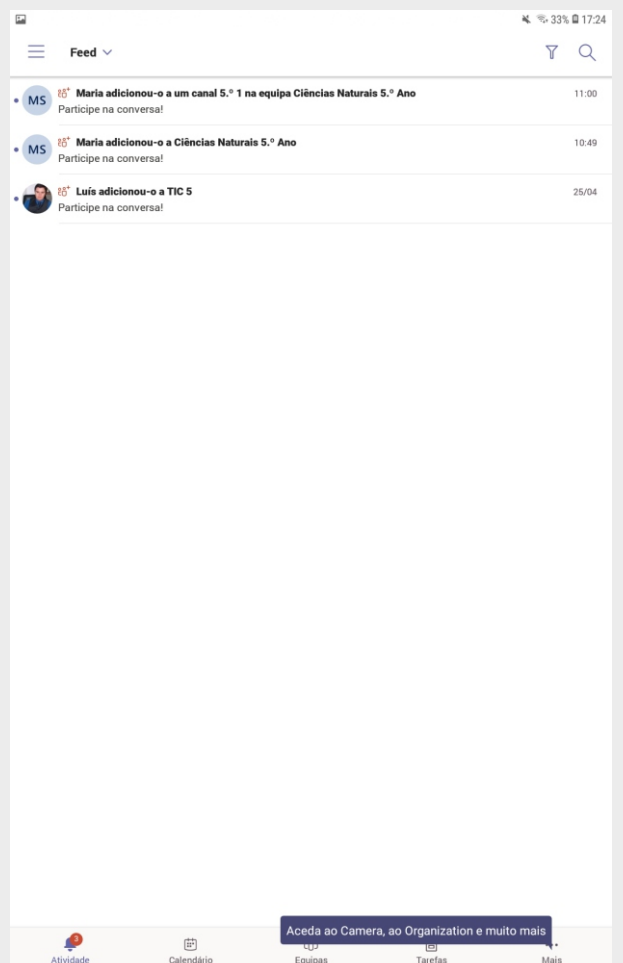 33% 17:24
Feed
MS
Maria adicionou-o a um canal 5.º 1 na equipa Ciências Naturais 5.º Ano
11:00
Participe na conversa!
MS
Maria adicionou-o a Ciências Naturais 5.º Ano
10:49
Participe na conversa!
Luís adicionou-o a TIC 5
25/04
Participe na conversa!
Aceda ao Camera, ao Organization e muito mais
3
Atividade
Calendário
Equipas
Tarefas
Mais